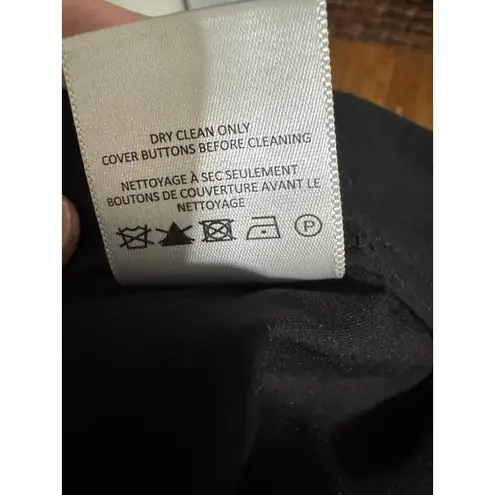 DRY CLEAN ONLY
COVER BUTTONS BEFORE CLEANING
NETTOYAGE À SEC SEULEMENT
BOUTONS DE COUVERTURE AVANT LE
NETTOYAGE
P